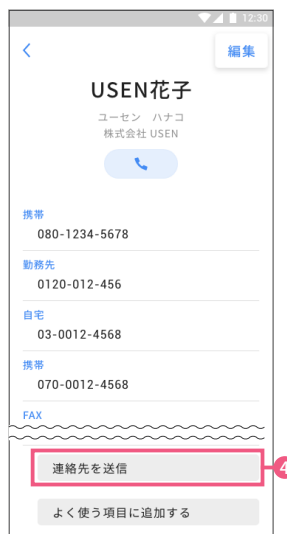 12:30
編集
USEN花子
ユーセン ハナコ
株式会社 USEN
携帯
080-1234-5678
勤務先
0120-012-456
自宅
03-0012-4568
携帯
070-0012-4568
FAX
連絡先を送信
4
よく使う項目に追加する